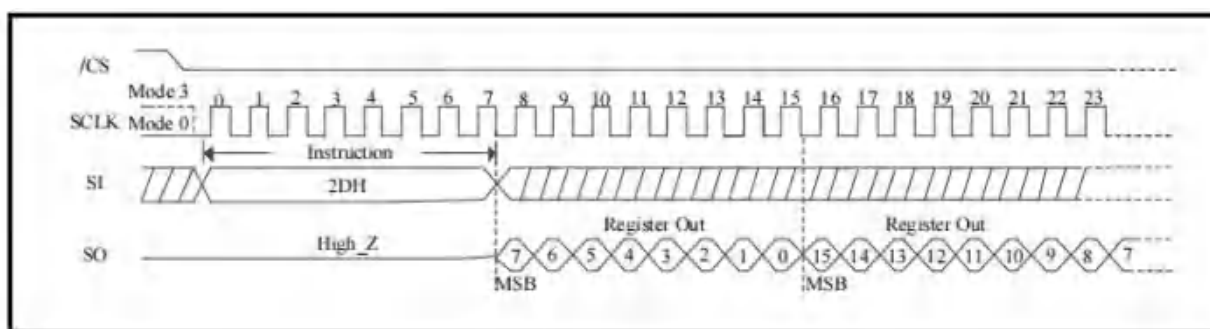 /CS
Mode 3
0 1 2 3 4 5 6 7 8 9 10 11 12 13 14 15 16 17 18 19 20 21 22 23
SCLK Mode 0
Instruction
SI 2DH
Register Out Register Out
SO High_Z 7 6 5 4 3 2 1 0 15 14 13 12 11 10 9 8 7
MSB MSB